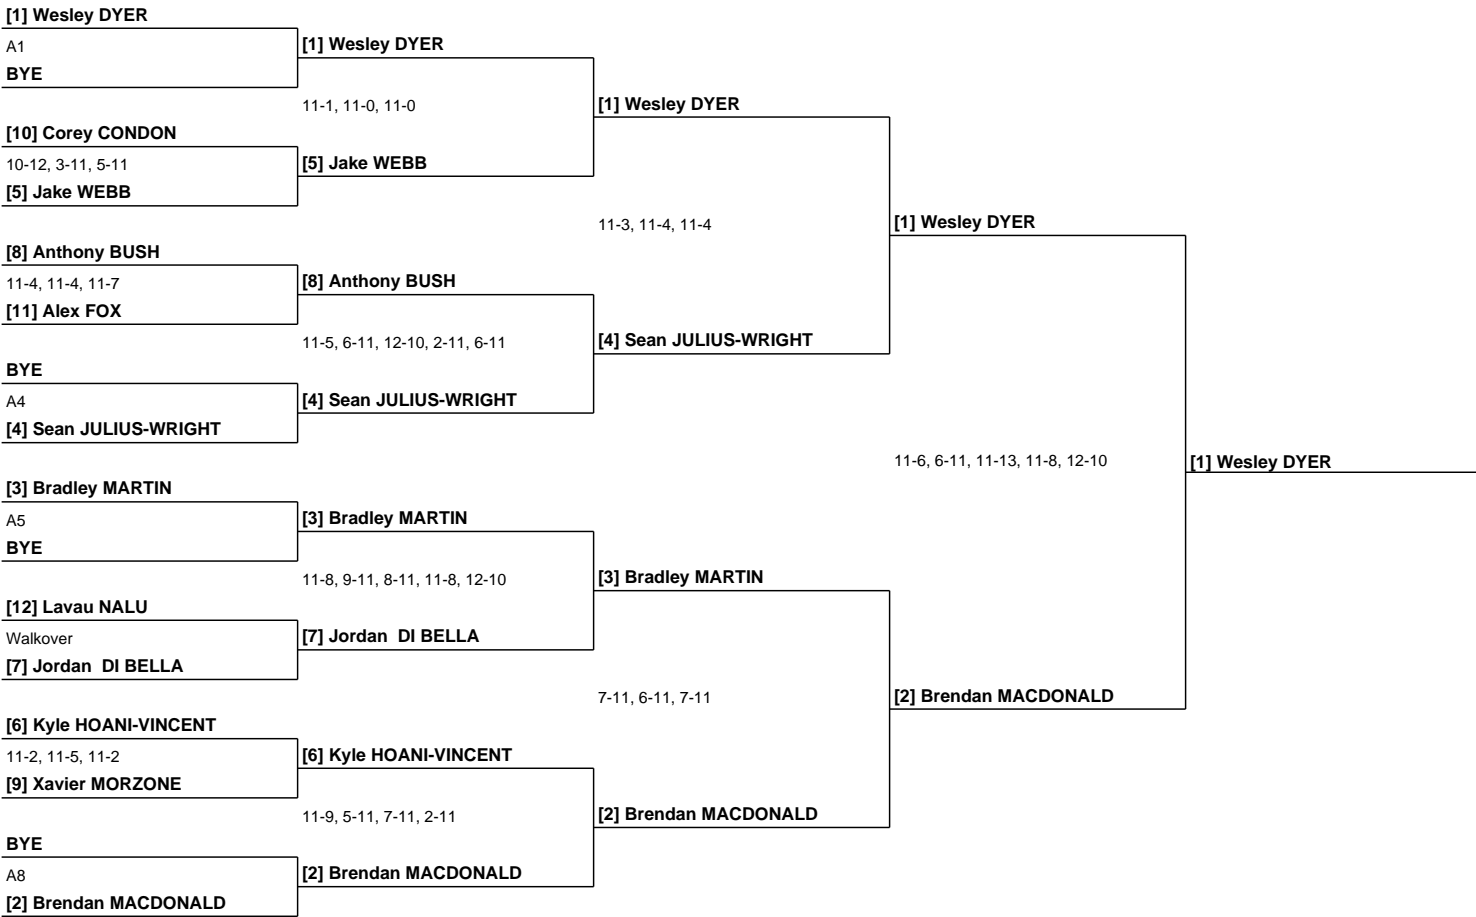 [1] Wesley DYER
A1
BYE
[10] Corey CONDON
10-12, 3-11, 5-11
[5] Jake WEBB
[8] Anthony BUSH
11-4, 11-4, 11-7
[11] Alex FOX
BYE
A4
[4] Sean JULIUS-WRIGHT
[3] Bradley MARTIN
A5
BYE
[12] Lavau NALU
Walkover
[7] Jordan  DI BELLA
[6] Kyle HOANI-VINCENT
11-2, 11-5, 11-2
[9] Xavier MORZONE
BYE
A8
[2] Brendan MACDONALD
[1] Wesley DYER
11-1, 11-0, 11-0
[5] Jake WEBB
[8] Anthony BUSH
11-5, 6-11, 12-10, 2-11, 6-11
[4] Sean JULIUS-WRIGHT
[3] Bradley MARTIN
11-8, 9-11, 8-11, 11-8, 12-10
[7] Jordan  DI BELLA
[6] Kyle HOANI-VINCENT
11-9, 5-11, 7-11, 2-11
[2] Brendan MACDONALD
[1] Wesley DYER
11-3, 11-4, 11-4
[4] Sean JULIUS-WRIGHT
[3] Bradley MARTIN
7-11, 6-11, 7-11
[2] Brendan MACDONALD
[1] Wesley DYER
11-6, 6-11, 11-13, 11-8, 12-10
[2] Brendan MACDONALD
[1] Wesley DYER